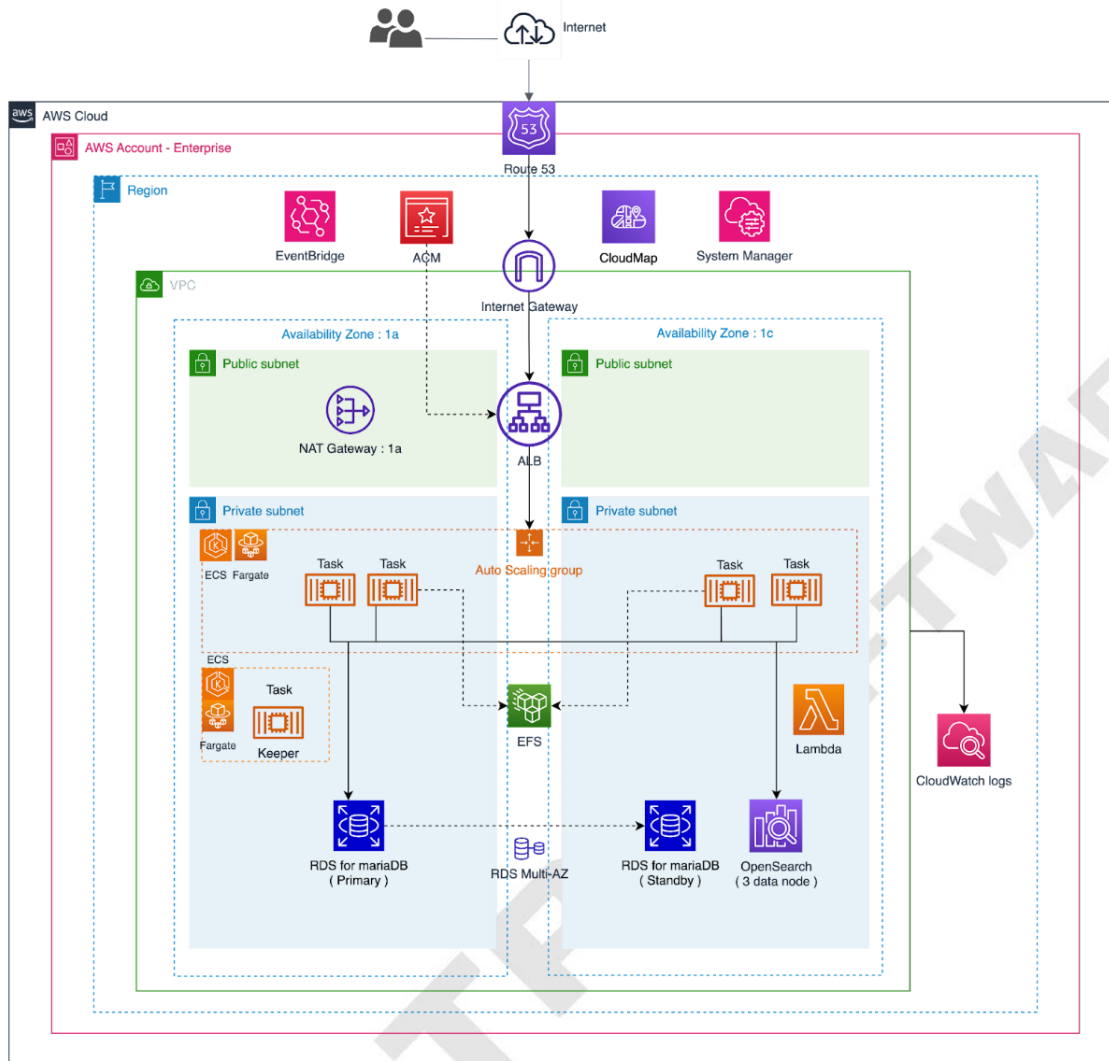 Internet
aws
AWS Cloud
AWS Account - Enterprise
53
Route 53
Region
EventBridge
ACM
CloudMap
System Manager
VPC
Internet Gateway
Availability Zone : 1a
Availability Zone : 1c
Public subnet
Public subnet
NAT Gateway : 1a
ALB
Private subnet
Private subnet
ECS
Fargate
Task
Task
Auto Scaling group
Task
Task
ECS
Fargate
Task
Keeper
EFS
Lambda
CloudWatch logs
RDS for mariaDB
( Primary )
RDS Multi-AZ
RDS for mariaDB
(Standby )
OpenSearch
( 3 data node )